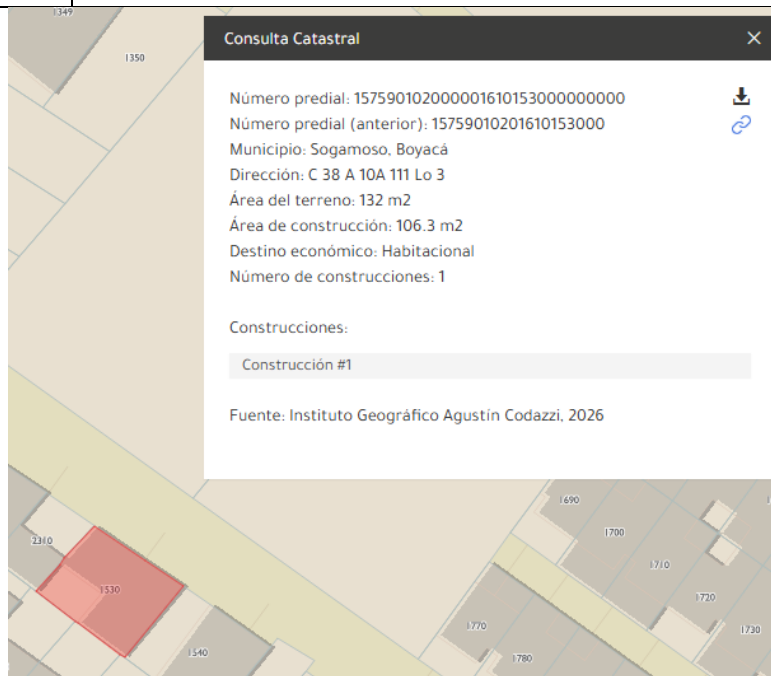 1349
1350
Consulta Catastral
Número predial: 157590102000001610153000000000
Número predial (anterior): 15759010201610153000
Municipio: Sogamoso, Boyacá
Dirección: C 38 A 10A 111 Lo 3
Área del terreno: 132 m2
Área de construcción: 106.3 m2
Destino económico: Habitacional
Número de construcciones: 1
Construcciones:
Construcción #1
Fuente: Instituto Geográfico Agustín Codazzi, 2026
1690
1700
2310
1710
1530
1720
1770
1730
1540
1780